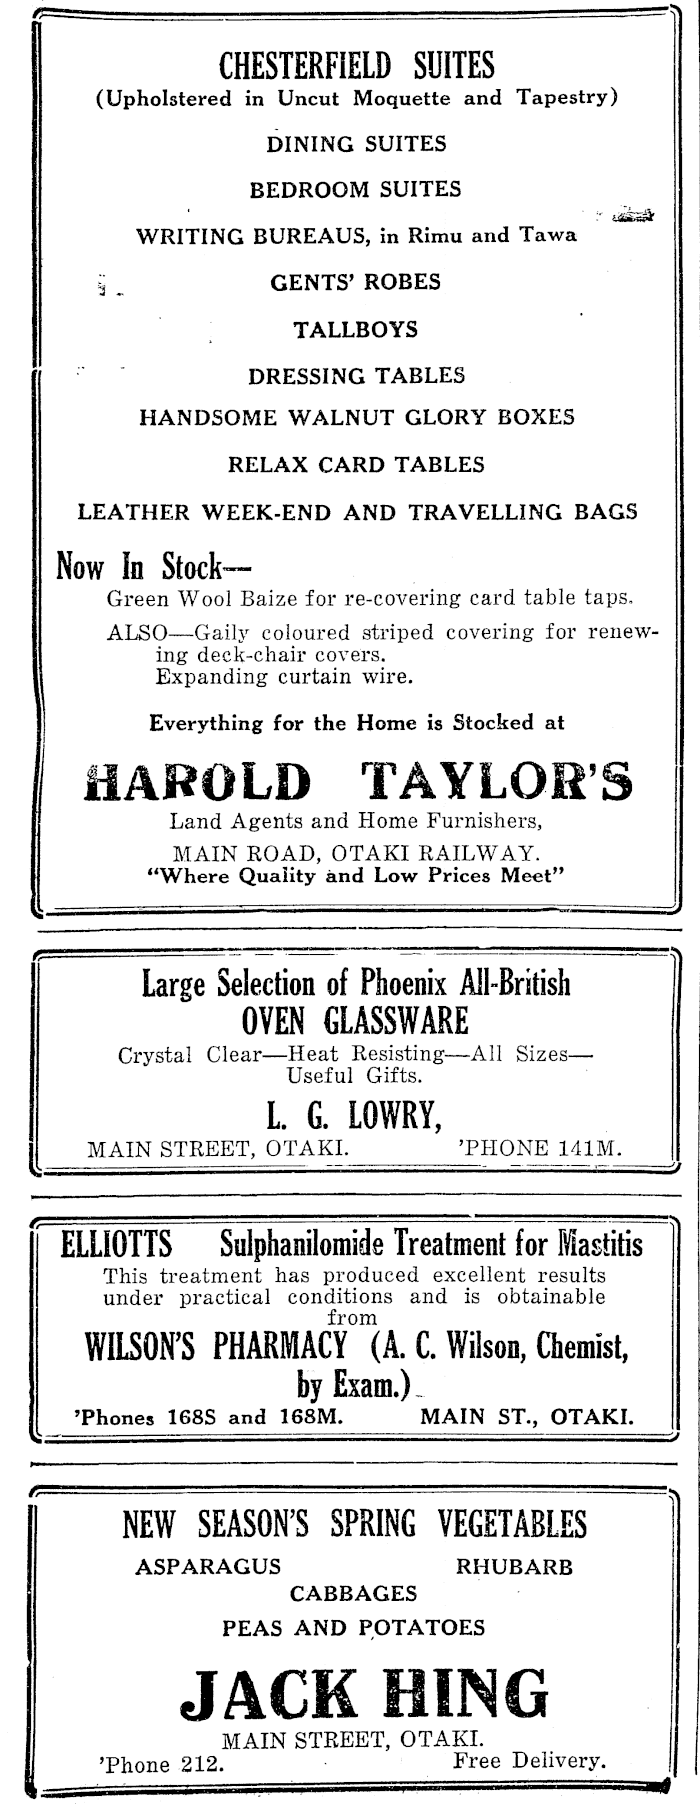 CHESTERFIELD SUITES
(Upholstered in Uncut Moquette and Tapestry)
DINING SUITES
BEDROOM SUITES
WRITING BUREAUS, in Rimu and Tawa
GENTS' ROBES
TALLBOYS
DRESSING TABLES
HANDSOME WALNUT GLORY BOXES
RELAX CARD TABLES
LEATHER WEEK-END AND TRAVELLING BAGS
Now In Stock—
Green Wool Baize for re-covering card table taps.
ALSO—Gaily coloured striped covering for renew-
ing deck-chair covers.
Expanding curtain wire.
Everything for the Home is Stocked at
HAROLD TAYLOR'S
Land Agents and Home Furnishers,
MAIN ROAD, OTAKI RAILWAY.
"Where Quality and Low Prices Meet"
Large Selection of Phoenix All-British
OVEN GLASSWARE
Crystal Clear—Heat Resisting—All Sizes—
Useful Gifts.
L. G. LOWRY,
MAIN STREET, OTAKI. 'PHONE 141M.
ELLIOTTS Sulphanilomide Treatment for Mastitis
This treatment has produced excellent results
under practical conditions and is obtainable
from
WILSON'S PHARMACY (A. C. Wilson, Chemist,
by Exam.)
'Phones 168S and 168M. MAIN ST., OTAKI.
NEW SEASON'S SPRING VEGETABLES
ASPARAGUS RHUBARB
CABBAGES
PEAS AND POTATOES
JACK HING
MAIN STREET, OTAKI.
'Phone 212. Free Delivery.